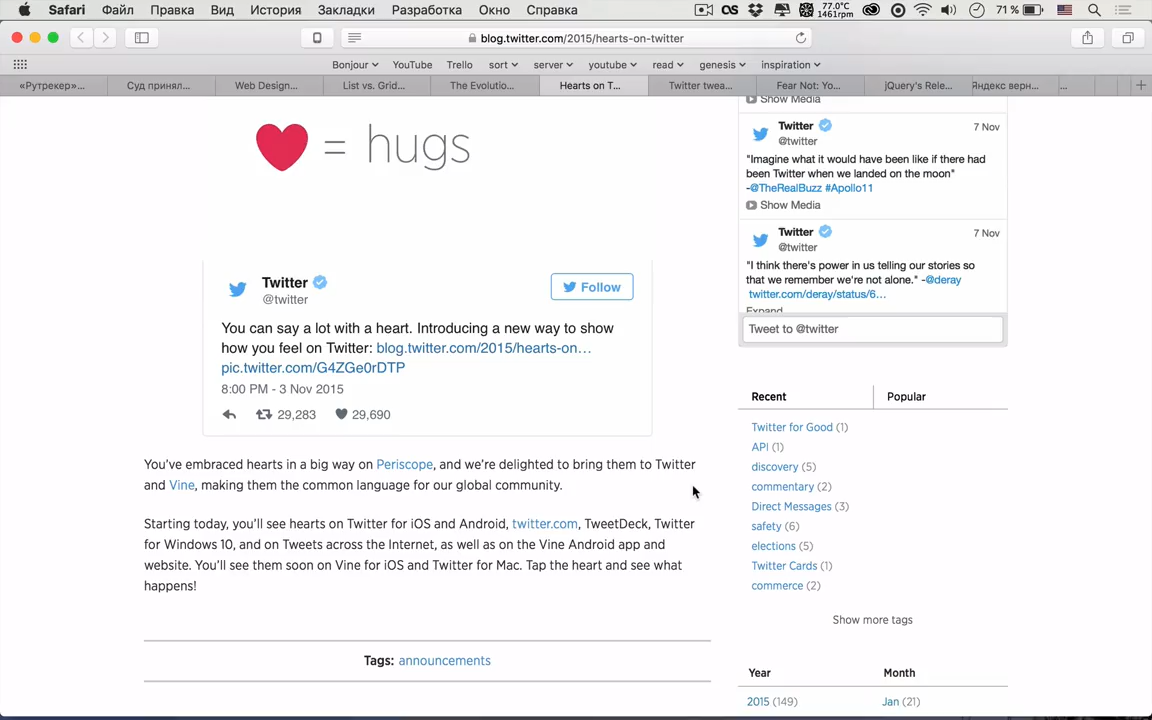 Safari Файл Правка Вид История Закладки Разработка Окно Справка 77.0°C 1461rpm 71 %
blog.twitter.com/2015/hearts-on-twitter
Bonjour YouTube Trello sort server youtube read genesis inspiration
«Рутрекер»... Суд принял... Web Design... List vs. Grid... The Evolutio... Hearts on T... Twitter twea... Fear Not: Yo... jQuery's Rele... Яндекс верн... ...
= hugs
Twitter
@twitter
Follow
You can say a lot with a heart. Introducing a new way to show
how you feel on Twitter: blog.twitter.com/2015/hearts-on…
pic.twitter.com/G4ZGe0rDTP
8:00 PM - 3 Nov 2015
29,283 29,690
You've embraced hearts in a big way on Periscope, and we're delighted to bring them to Twitter
and Vine, making them the common language for our global community.
Starting today, you'll see hearts on Twitter for iOS and Android, twitter.com, TweetDeck, Twitter
for Windows 10, and on Tweets across the Internet, as well as on the Vine Android app and
website. You'll see them soon on Vine for iOS and Twitter for Mac. Tap the heart and see what
happens!
Tags: announcements
Show Media
Twitter 7 Nov
@twitter
"Imagine what it would have been like if there had
been Twitter when we landed on the moon"
-@TheRealBuzz #Apollo11
Show Media
Twitter 7 Nov
@twitter
"I think there's power in us telling our stories so
that we remember we're not alone." -@deray
twitter.com/deray/status/6…
Expand
Tweet to @twitter
Recent Popular
Twitter for Good (1)
API (1)
discovery (5)
commentary (2)
Direct Messages (3)
safety (6)
elections (5)
Twitter Cards (1)
commerce (2)
Show more tags
Year Month
2015 (149) Jan (21)